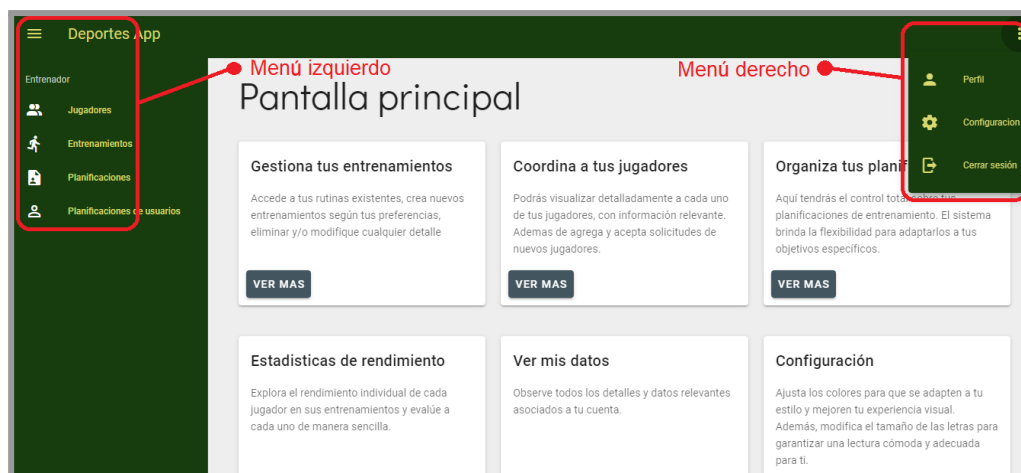 Deportes App
Entrenador
Jugadores
Entrenamientos
Planificaciones
Planificaciones de usuarios
Menú izquierdo
Menú derecho
Perfil
Configuracion
Cerrar sesión
Pantalla principal
Gestiona tus entrenamientos
Accede a tus rutinas existentes, crea nuevos
entrenamientos según tus preferencias,
eliminar y/o modifique cualquier detalle
VER MAS
Coordina a tus jugadores
Podrás visualizar detalladamente a cada uno
de tus jugadores, con información relevante.
Ademas de agrega y acepta solicitudes de
nuevos jugadores.
VER MAS
Organiza tus planif
Aquí tendrás el control total sobre tus
planificaciones de entrenamiento. El sistema
brinda la flexibilidad para adaptarlos a tus
objetivos específicos.
VER MAS
Estadisticas de rendimiento
Explora el rendimiento individual de cada
jugador en sus entrenamientos y evalúe a
cada uno de manera sencilla.
Ver mis datos
Observe todos los detalles y datos relevantes
asociados a tu cuenta.
Configuración
Ajusta los colores para que se adapten a tu
estilo y mejoren tu experiencia visual.
Además, modifica el tamaño de las letras para
garantizar una lectura cómoda y adecuada
para ti.